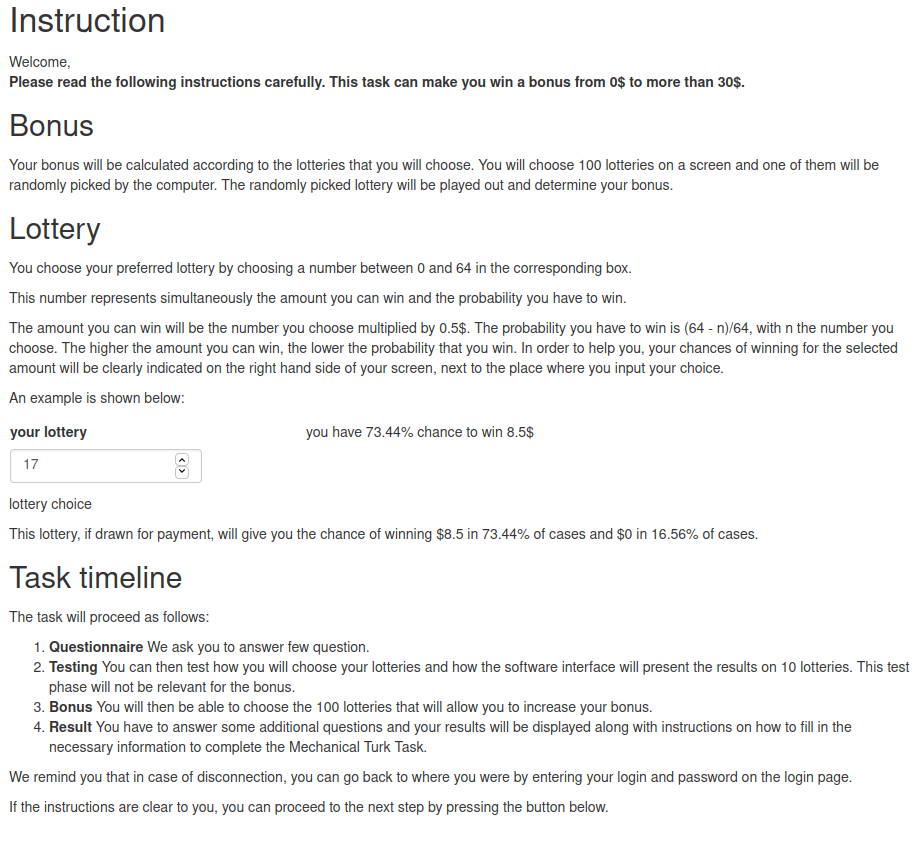 Instruction
Welcome,
Please read the following instructions carefully. This task can make you win a bonus from 0$ to more than 30$.
Bonus
Your bonus will be calculated according to the lotteries that you will choose. You will choose 100 lotteries on a screen and one of them will be
randomly picked by the computer. The randomly picked lottery will be played out and determine your bonus.
Lottery
You choose your preferred lottery by choosing a number between 0 and 64 in the corresponding box.
This number represents simultaneously the amount you can win and the probability you have to win.
The amount you can win will be the number you choose multiplied by 0.5$. The probability you have to win is (64 - n)/64, with n the number you
choose. The higher the amount you can win, the lower the probability that you win. In order to help you, your chances of winning for the selected
amount will be clearly indicated on the right hand side of your screen, next to the place where you input your choice.
An example is shown below:
your lottery you have 73.44% chance to win 8.5$
17
lottery choice
This lottery, if drawn for payment, will give you the chance of winning $8.5 in 73.44% of cases and $0 in 16.56% of cases.
Task timeline
The task will proceed as follows:
1. Questionnaire We ask you to answer few question.
2. Testing You can then test how you will choose your lotteries and how the software interface will present the results on 10 lotteries. This test
phase will not be relevant for the bonus.
3. Bonus You will then be able to choose the 100 lotteries that will allow you to increase your bonus.
4. Result You have to answer some additional questions and your results will be displayed along with instructions on how to fill in the
necessary information to complete the Mechanical Turk Task.
We remind you that in case of disconnection, you can go back to where you were by entering your login and password on the login page.
If the instructions are clear to you, you can proceed to the next step by pressing the button below.